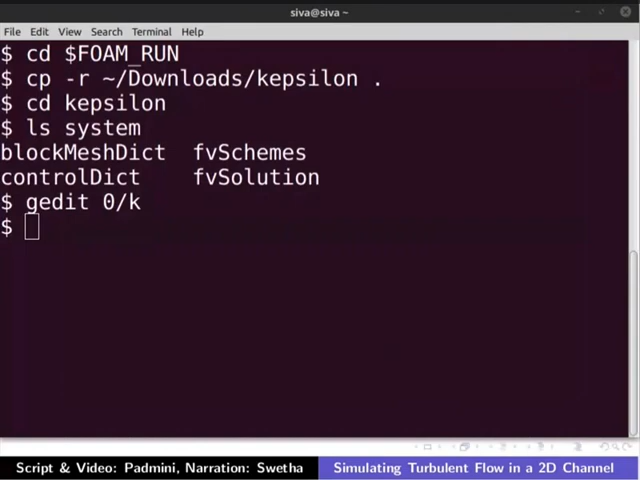 siva@siva ~
File Edit View Search Terminal Help
$ cd $FOAM_RUN
$ cp -r ~/Downloads/kepsilon .
$ cd kepsilon
$ ls system
blockMeshDict fvSchemes
controlDict fvSolution
$ gedit 0/k
$
Script & Video: Padmini, Narration: Swetha
Simulating Turbulent Flow in a 2D Channel